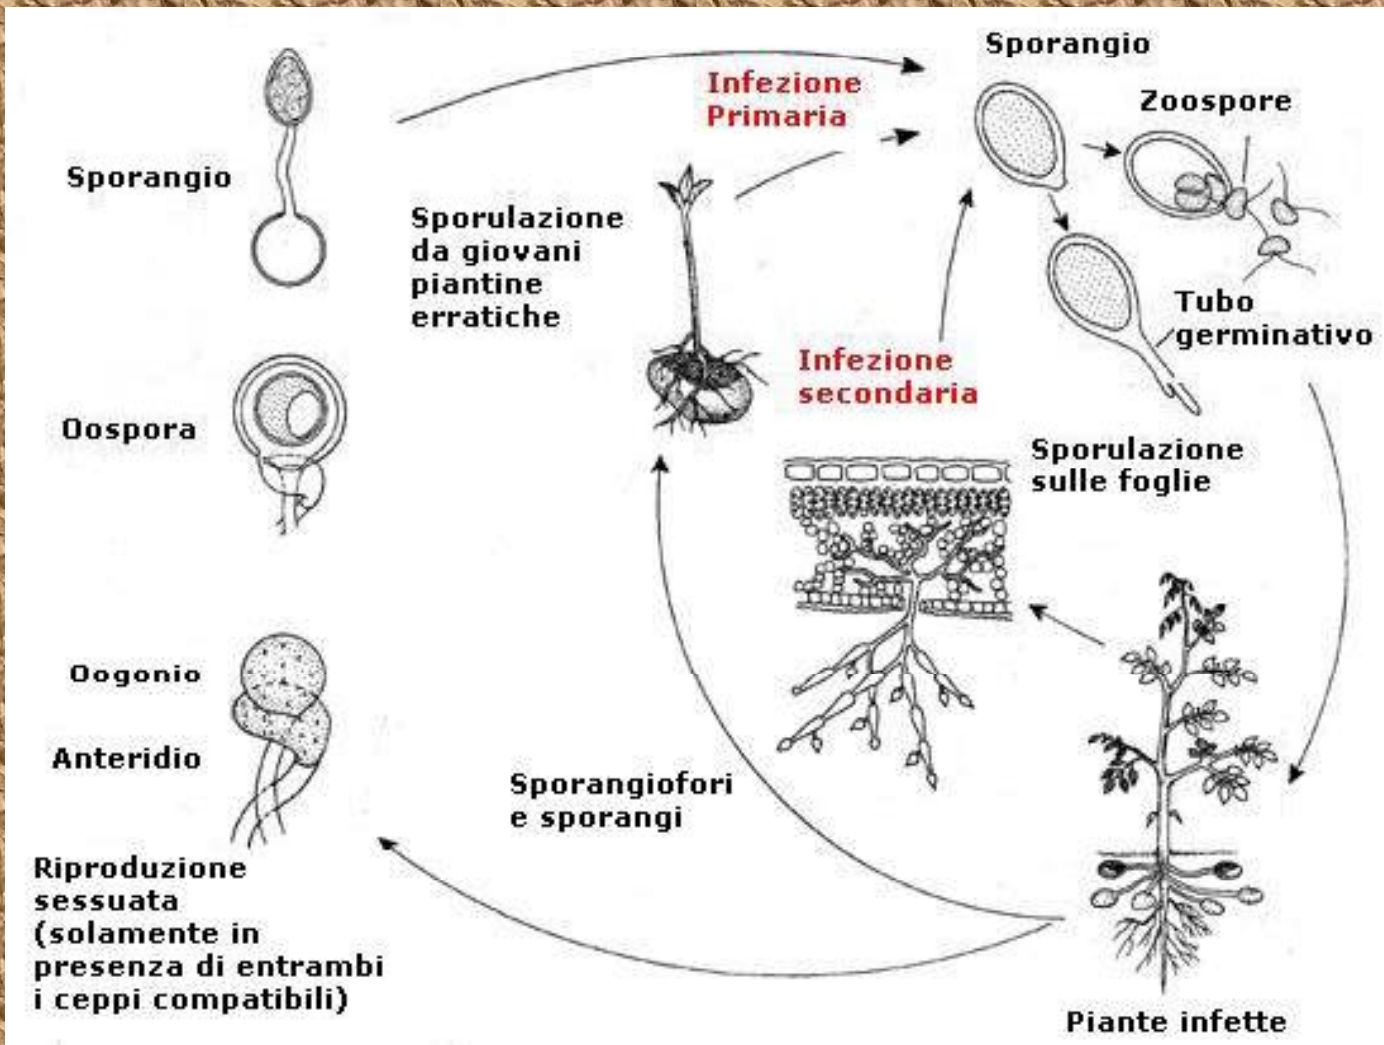 Sporangio
Infezione
Primaria
Sporangio
Zoospore
Sporulazione
da giovani
piantine
erratiche
Tubo
germinativo
Infezione
secondaria
Oospora
Sporulazione
sulle foglie
Oogonio
Anteridio
Sporangiofori
e sporangi
Riproduzione
sessuata
(solamente in
presenza di entrambi
i ceppi compatibili)
Piante infette